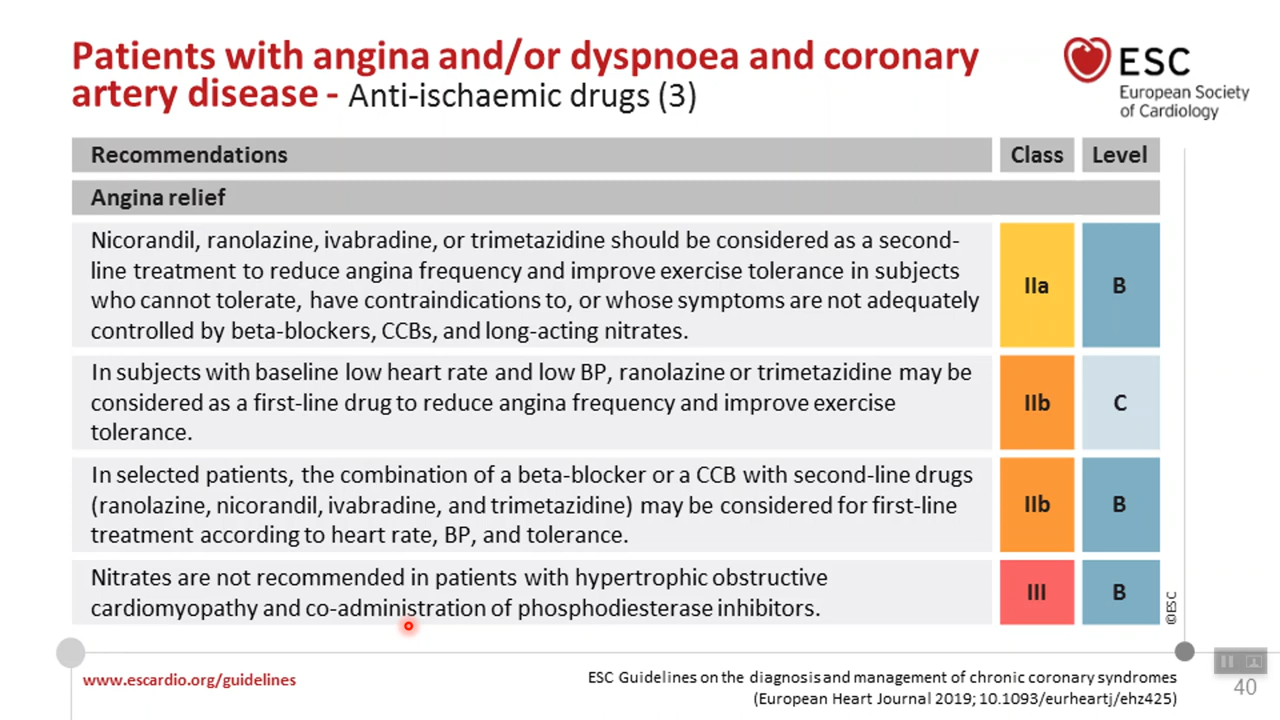 Patients with angina and/or dyspnoea and coronary
artery disease - Anti-ischaemic drugs (3)
ESC
European Society
of Cardiology
Recommendations Class Level
Angina relief
Nicorandil, ranolazine, ivabradine, or trimetazidine should be considered as a second-
line treatment to reduce angina frequency and improve exercise tolerance in subjects
who cannot tolerate, have contraindications to, or whose symptoms are not adequately
controlled by beta-blockers, CCBs, and long-acting nitrates.
IIa B
In subjects with baseline low heart rate and low BP, ranolazine or trimetazidine may be
considered as a first-line drug to reduce angina frequency and improve exercise
tolerance.
IIb C
In selected patients, the combination of a beta-blocker or a CCB with second-line drugs
(ranolazine, nicorandil, ivabradine, and trimetazidine) may be considered for first-line
treatment according to heart rate, BP, and tolerance.
IIb B
Nitrates are not recommended in patients with hypertrophic obstructive
cardiomyopathy and co-administration of phosphodiesterase inhibitors.
III B
©ESC
www.escardio.org/guidelines
ESC Guidelines on the diagnosis and management of chronic coronary syndromes
(European Heart Journal 2019; 10.1093/eurheartj/ehz425)
40